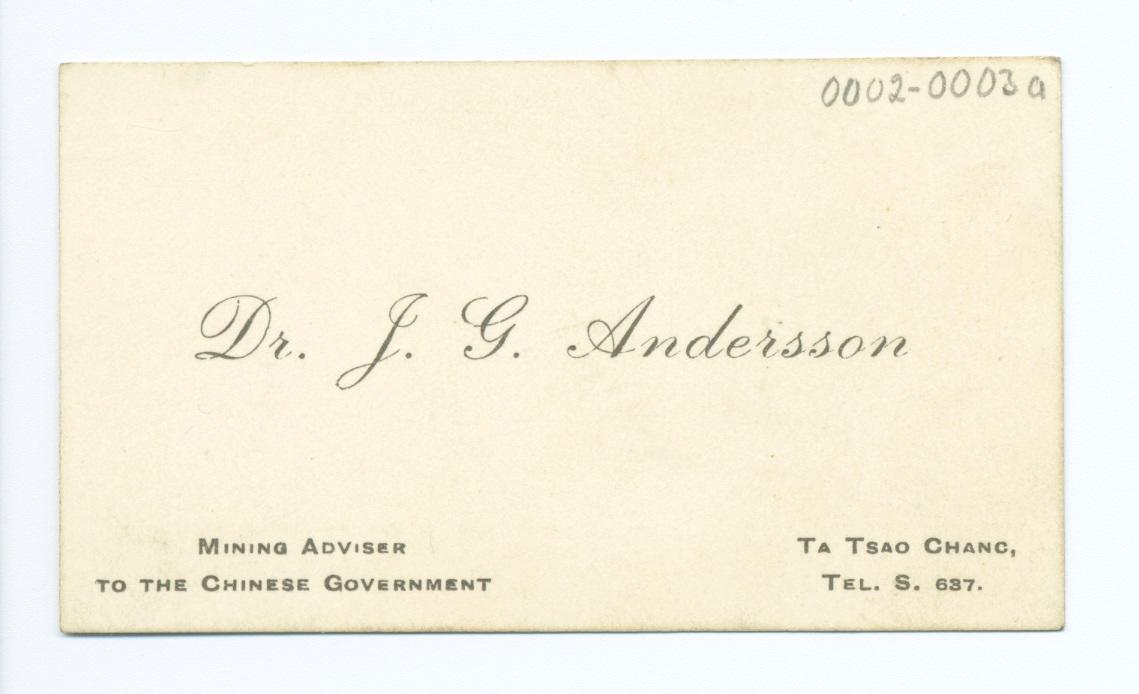 0002-0003a
Dr. J. G. Andersson
Mining Adviser
to the Chinese Government
Ta Tsao Chang,
Tel. S. 637.